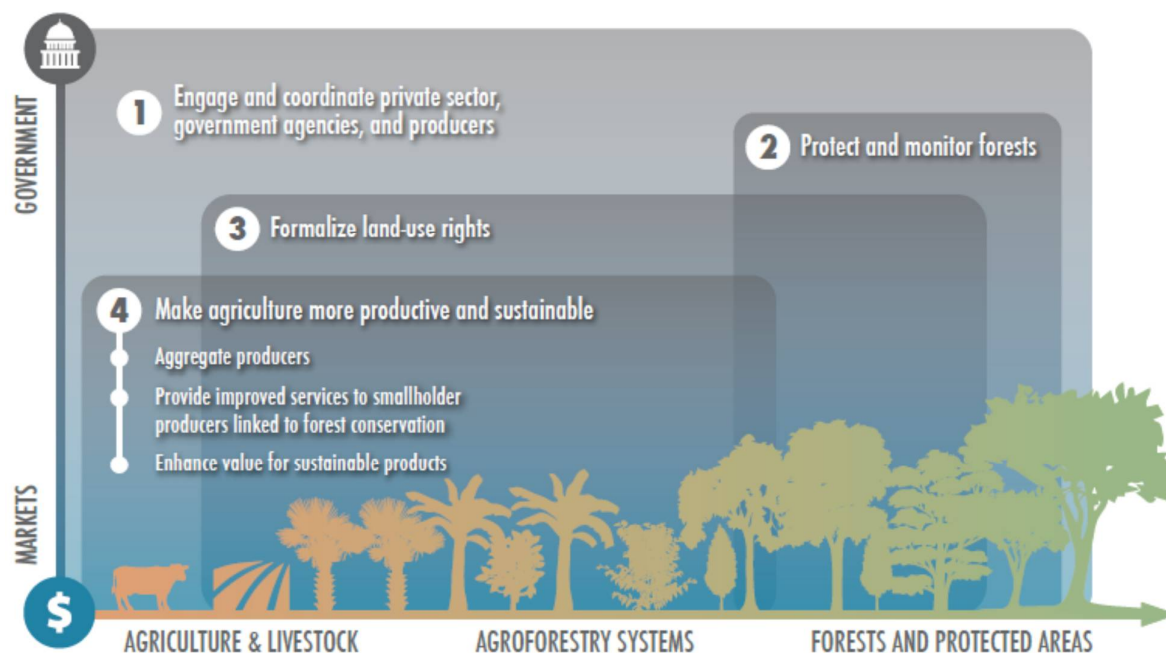 GOVERNMENT
1
Engage and coordinate private sector,
government agencies, and producers
2
Protect and monitor forests
3
Formalize land-use rights
4
Make agriculture more productive and sustainable
Aggregate producers
Provide improved services to smallholder
producers linked to forest conservation
Enhance value for sustainable products
MARKETS
$
AGRICULTURE & LIVESTOCK
AGROFORESTRY SYSTEMS
FORESTS AND PROTECTED AREAS